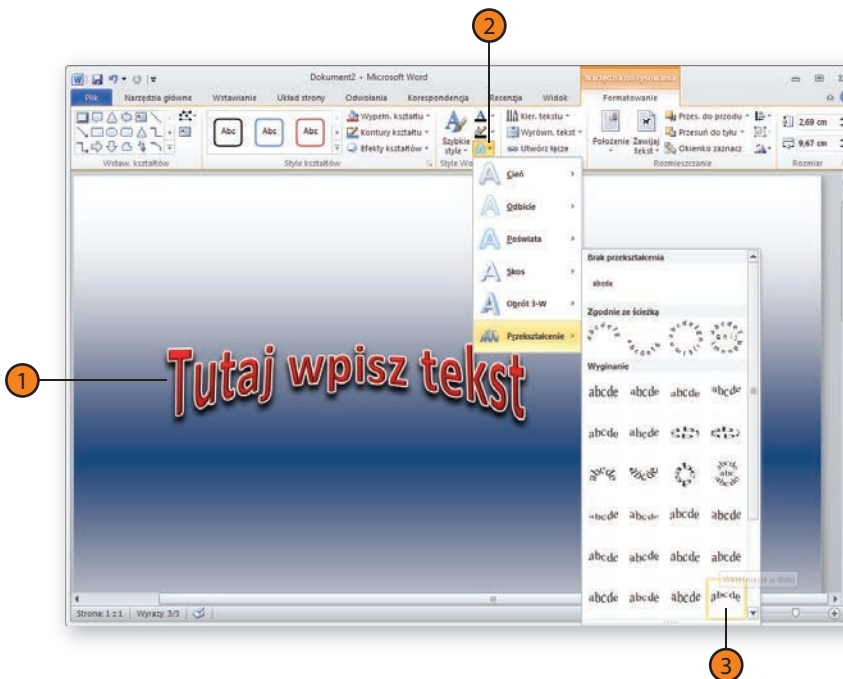 2
Dokument2 - Microsoft Word
Narzędzia do rysowania
Plik Narzędzia główne Wstawianie Układ strony Odwołania Korespondencja Recenzja Widok Formatowanie
Abc Abc Abc
Wypełn. kształtu
Kontury kształtu
Efekty kształtów
Szybkie style
Kier. tekstu
Wyrówn. tekst
Utwórz łącze
Położenie Zawijaj tekst
Przes. do przodu
Przesuń do tyłu
Okienko zaznacz
2,69 cm
9,67 cm
Wstaw. kształtów Style kształtów Style Wo Rozmieszczanie Rozmiar
Cień
Odbicie
Poświata
Skos
Obrót 3-W
Przekształcenie
Brak przekształcenia
abcde
Zgodnie ze ścieżką
Wyginanie
abcde abcde abcde abcde
abcde abcde
abcde abcde abcde abcde
abcde abcde abcde abcde
abcde abcde abcde abcde
Wklęśnięcie u dołu
1
Tutaj wpisz tekst
Strona: 1 z 1 Wyrazy: 3/3
3